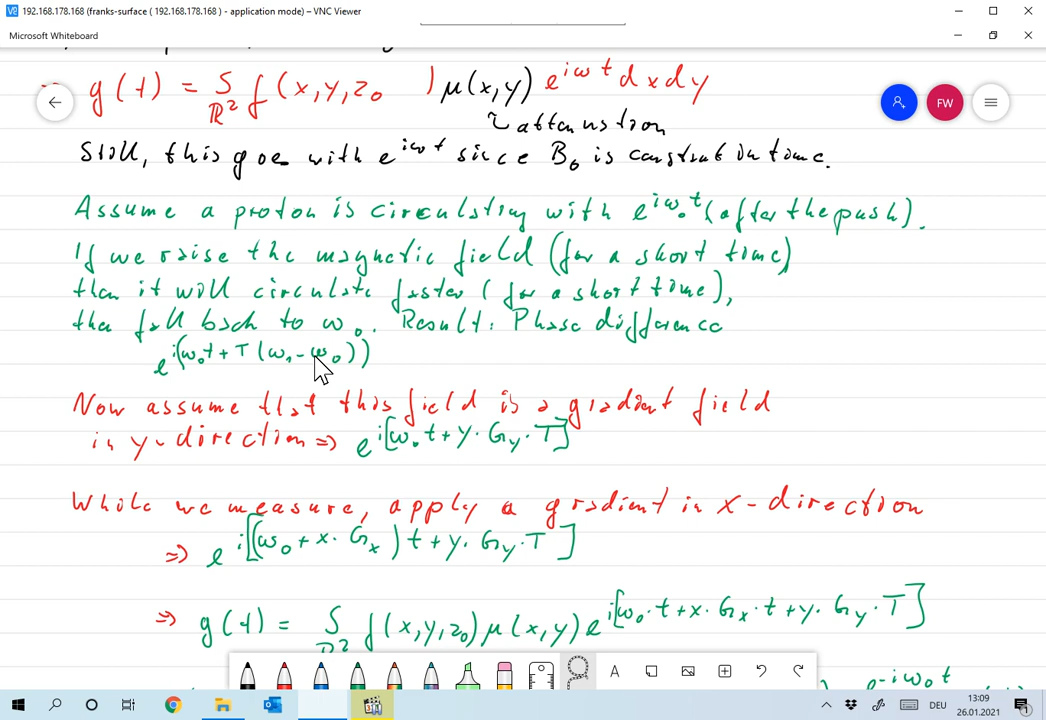 192.168.178.168 (franks-surface ( 192.168.178.168 ) - application mode) - VNC Viewer
Microsoft Whiteboard
=> g(t) = ∫_ℝ² f(x,y,z₀ ) μ(x,y) e^{iωt} dxdy
attenuation
Still, this goes with e^{iωt} since B₀ is constant in time.
Assume a proton is circulating with e^{iω₀t} (after the push).
If we raise the magnetic field (for a short time)
then it will circulate faster (for a short time),
then fall back to ω₀. Result: Phase difference
e^{i(ω₀t + T(ω₁-ω₀))}
Now assume that this field is a gradient field
in y-direction => e^{i[ω₀t + y·G_y·T]}
While we measure, apply a gradient in x-direction
=> e^{i[(ω₀+x·G_x)t + y·G_y·T]}
=> g(t) = ∫_ℝ² f(x,y,z₀) μ(x,y) e^{i[ω₀·t + x·G_x·t + y·G_y·T]}
e^{-iω₀t}
FW
A
DEU
13:09
26.01.2021